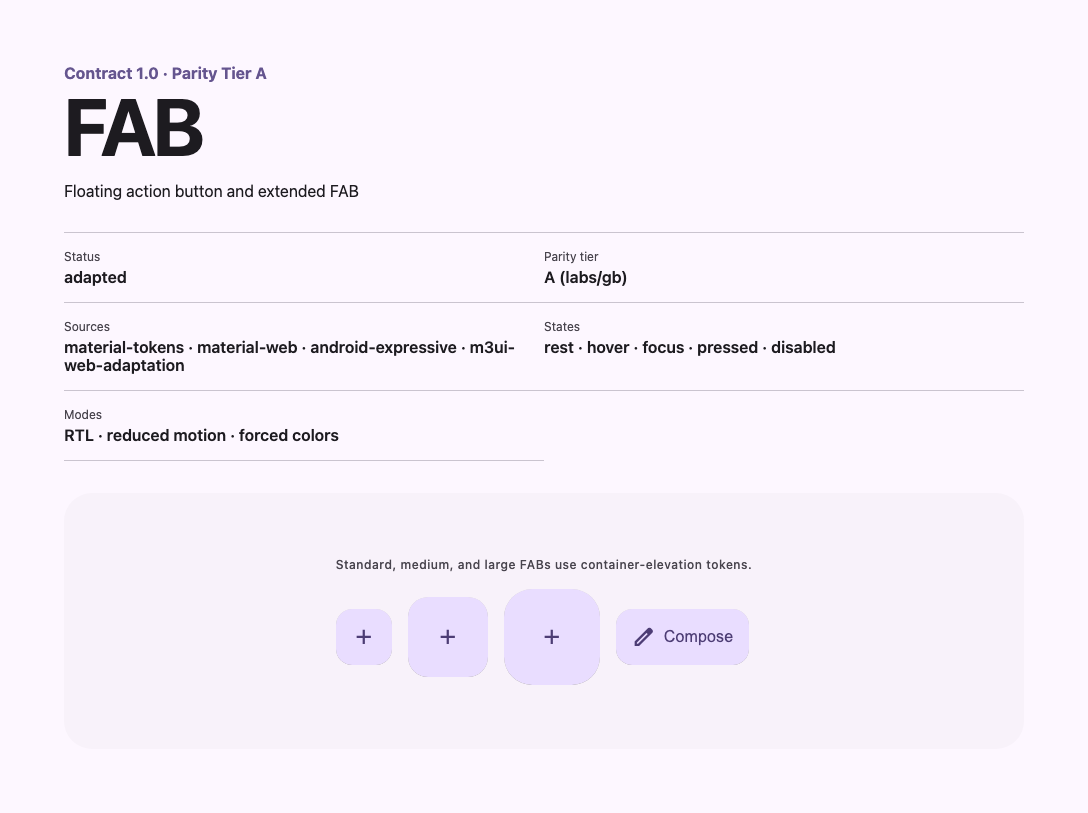 Contract 1.0 · Parity Tier A
FAB
Floating action button and extended FAB
Status
adapted
Parity tier
A (labs/gb)
Sources
material-tokens · material-web · android-expressive · m3ui-
web-adaptation
States
rest · hover · focus · pressed · disabled
Modes
RTL · reduced motion · forced colors
Standard, medium, and large FABs use container-elevation tokens.
Compose